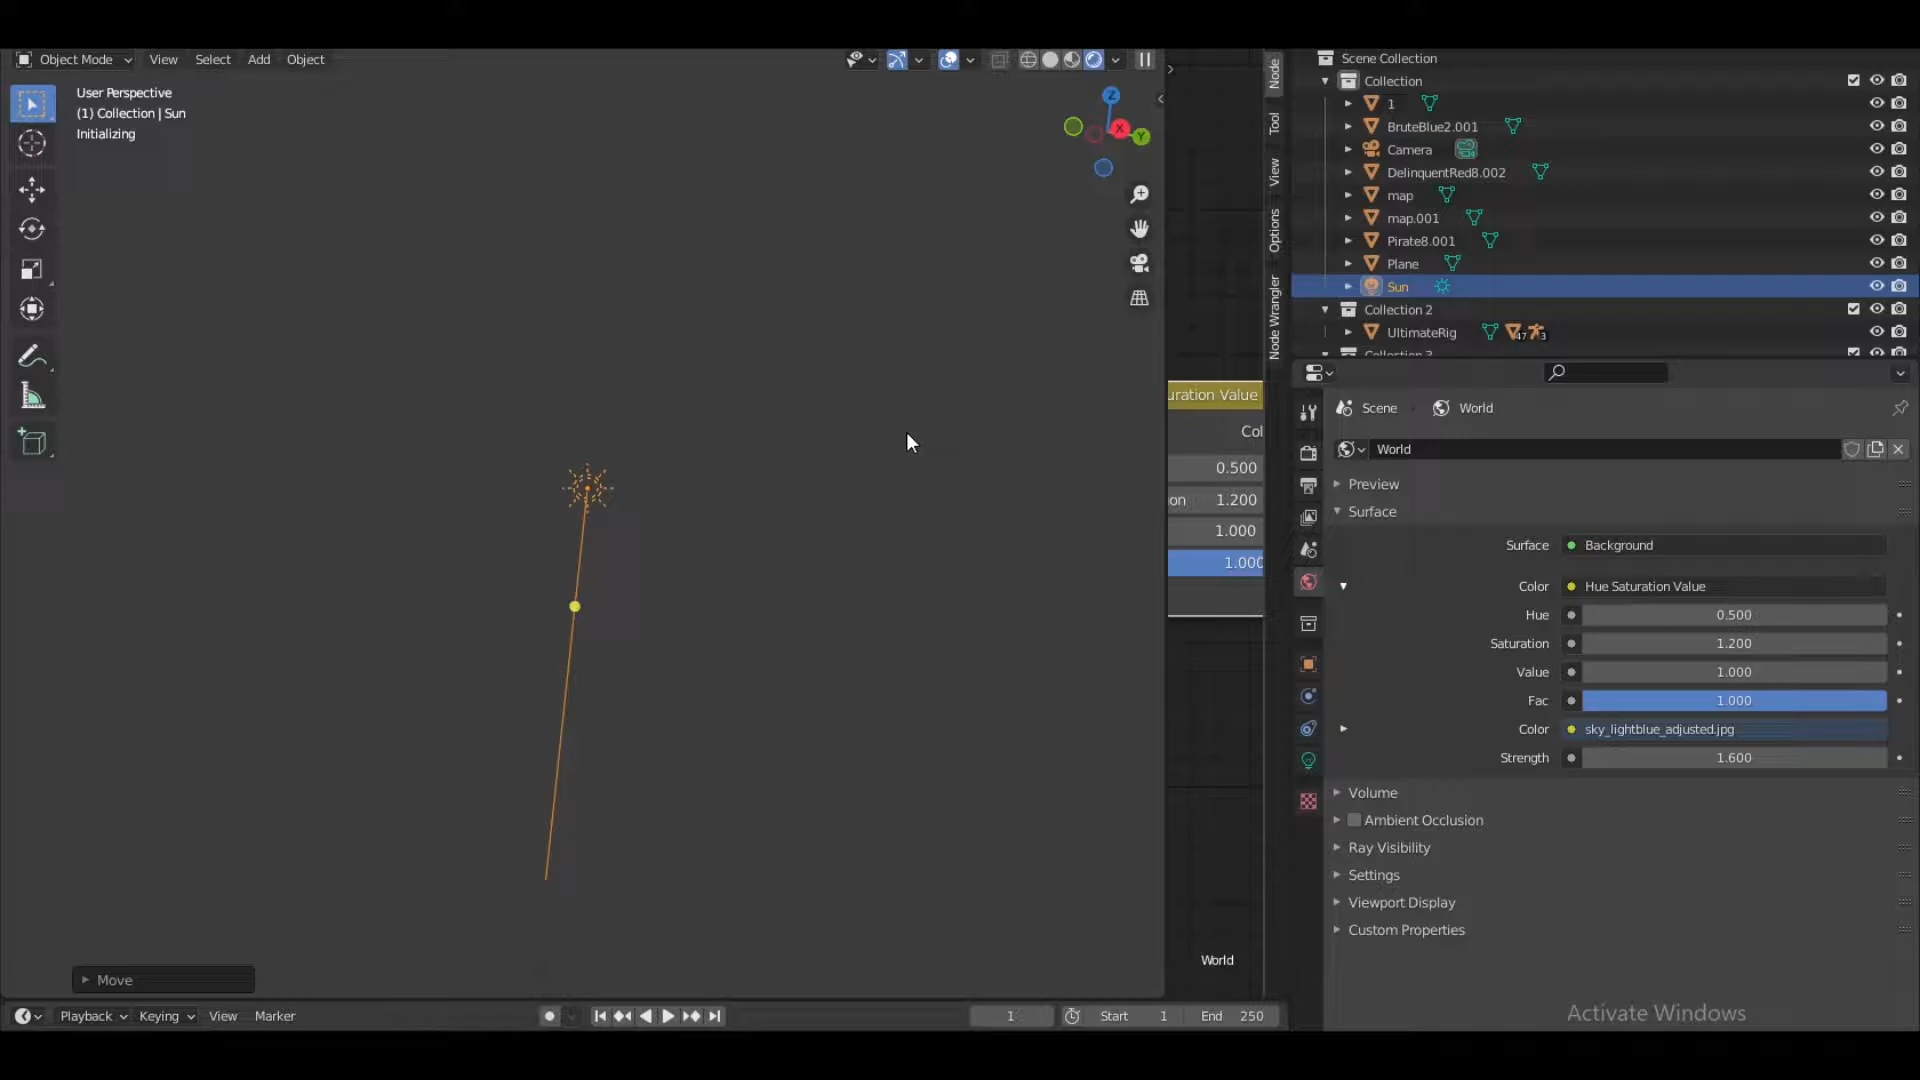 Object Mode View Select Add Object
User Perspective
(1) Collection | Sun
Initializing
X
Y
Z
Move
Playback Keying View Marker
1 Start 1 End 250
uration Value
Col
0.500
on 1.200
1.000
1.000
World
Node
Tool
View
Options
Node Wrangler
Scene Collection
Collection
1
BruteBlue2.001
Camera
DelinquentRed8.002
map
map.001
Pirate8.001
Plane
Sun
Collection 2
UltimateRig 47 3
Collection 3
Scene World
World
Preview
Surface
Surface Background
Color Hue Saturation Value
Hue 0.500
Saturation 1.200
Value 1.000
Fac 1.000
Color sky_lightblue_adjusted.jpg
Strength 1.600
Volume
Ambient Occlusion
Ray Visibility
Settings
Viewport Display
Custom Properties
Activate Windows